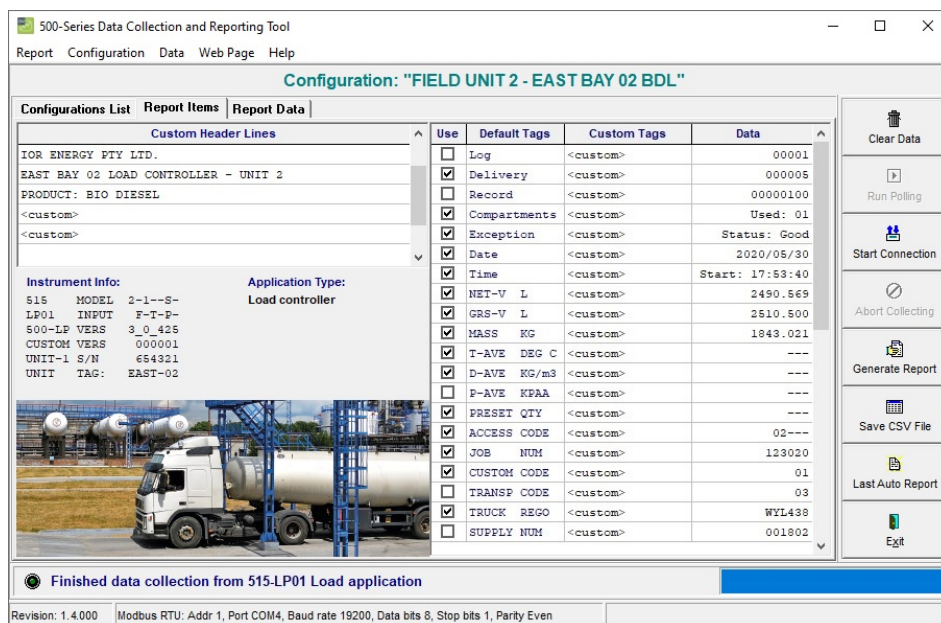 500-Series Data Collection and Reporting Tool
Report Configuration Data Web Page Help
Configuration: "FIELD UNIT 2 - EAST BAY 02 BDL"
Configurations List Report Items Report Data
Custom Header Lines
IOR ENERGY PTY LTD.
EAST BAY 02 LOAD CONTROLLER - UNIT 2
PRODUCT: BIO DIESEL
<custom>
<custom>
Instrument Info:
515 MODEL 2-1--S-
LP01 INPUT F-T-P-
500-LP VERS 3_0_425
CUSTOM VERS 000001
UNIT-1 S/N 654321
UNIT TAG: EAST-02
Application Type:
Load controller
Use Default Tags Custom Tags Data
Log <custom> 00001
Delivery <custom> 000005
Record <custom> 00000100
Compartments <custom> Used: 01
Exception <custom> Status: Good
Date <custom> 2020/05/30
Time <custom> Start: 17:53:40
NET-V L <custom> 2490.569
GRS-V L <custom> 2510.500
MASS KG <custom> 1843.021
T-AVE DEG C <custom> ---
D-AVE KG/m3 <custom> ---
P-AVE KPAA <custom> ---
PRESET QTY <custom> ---
ACCESS CODE <custom> 02---
JOB NUM <custom> 123020
CUSTOM CODE <custom> 01
TRANSP CODE <custom> 03
TRUCK REGO <custom> WYL438
SUPPLY NUM <custom> 001802
Clear Data
Run Polling
Start Connection
Abort Collecting
Generate Report
Save CSV File
Last Auto Report
Exit
Finished data collection from 515-LP01 Load application
Revision: 1.4.000 Modbus RTU: Addr 1, Port COM4, Baud rate 19200, Data bits 8, Stop bits 1, Parity Even